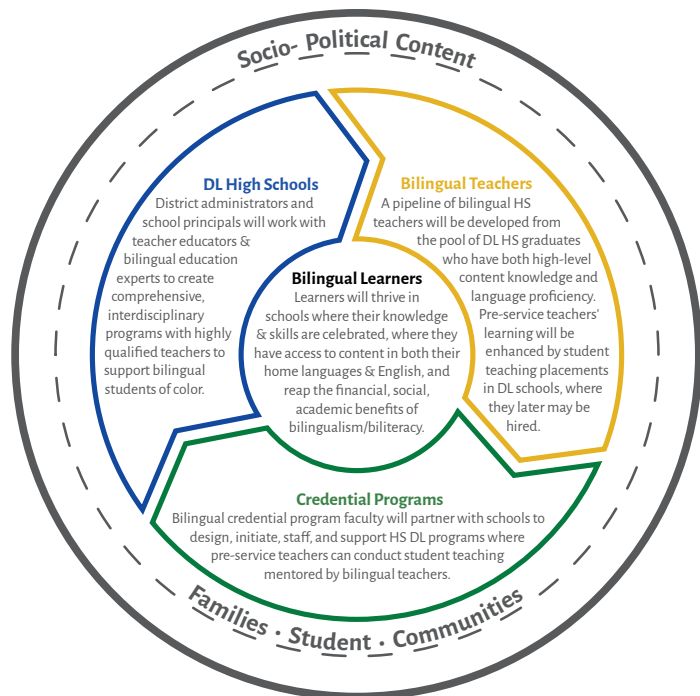 Socio- Political Content
DL High Schools
District administrators and
school principals will work with
teacher educators &
bilingual education
experts to create
comprehensive,
interdisciplinary
programs with highly
qualified teachers to
support bilingual
students of color.
Bilingual Teachers
A pipeline of bilingual HS
teachers will be developed from
the pool of DL HS graduates
who have both high-level
content knowledge and
language proficiency.
Pre-service teachers'
learning will be
enhanced by student
teaching placements
in DL schools, where
they later may be
hired.
Bilingual Learners
Learners will thrive in
schools where their knowledge
& skills are celebrated, where they
have access to content in both their
home languages & English, and
reap the financial, social,
academic benefits of
bilingualism/biliteracy.
Credential Programs
Bilingual credential program faculty will partner with schools to
design, initiate, staff, and support HS DL programs where
pre-service teachers can conduct student teaching
mentored by bilingual teachers.
Families · Student · Communities